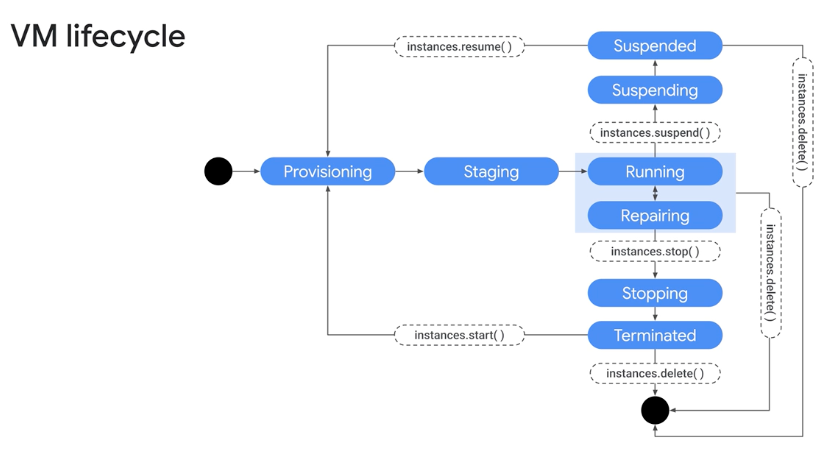 VM lifecycle
instances.resume( )
Suspended
Suspending
instances.suspend( )
instances.delete( )
Provisioning
Staging
Running
Repairing
instances.stop( )
instances.delete( )
Stopping
instances.start( )
Terminated
instances.delete( )